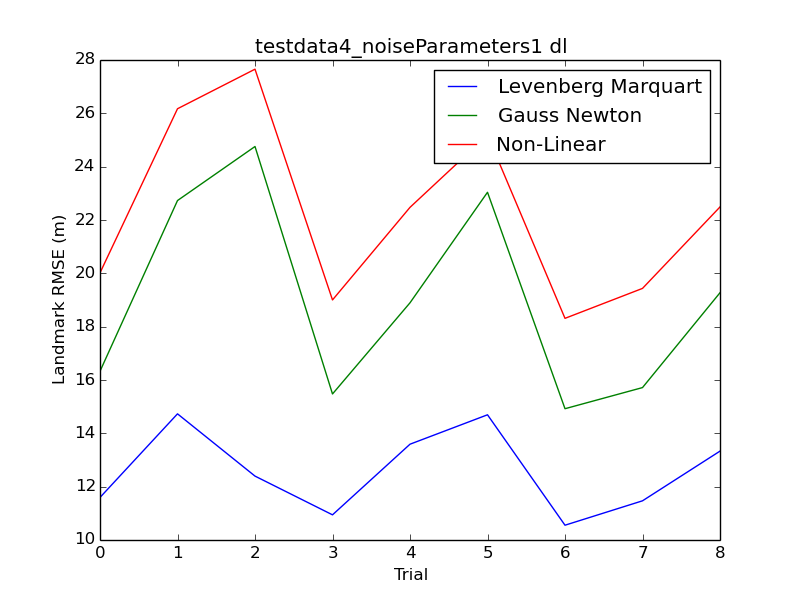 testdata4_noiseParameters1 dl
Levenberg Marquart
Gauss Newton
Non-Linear
Landmark RMSE (m)
28
26
24
22
20
18
16
14
12
10
0 1 2 3 4 5 6 7 8
Trial